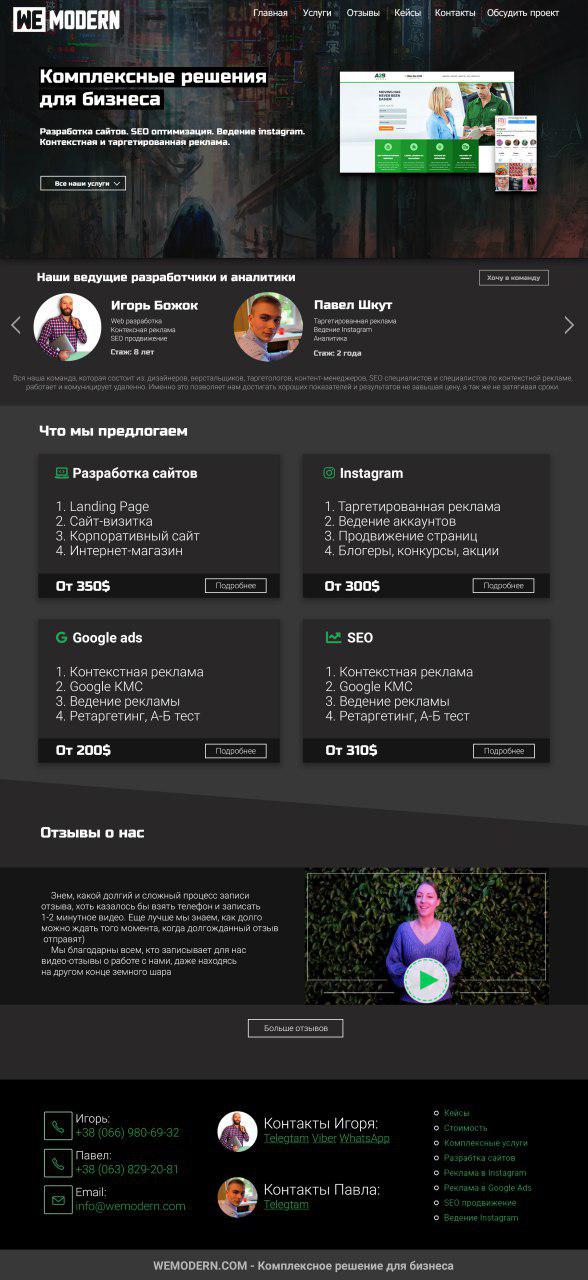 WE MODERN
Главная Услуги Отзывы Кейсы Контакты Обсудить проект
Комплексные решения
для бизнеса
Разработка сайтов. SEO оптимизация. Ведение instagram.
Контекстная и таргетированная реклама.
Все наши услуги
MOVING HAS
NEVER BEEN
EASIER!
Наши ведущие разработчики и аналитики
Хочу в команду
Игорь Божок
Web разработка
Контексная реклама
SEO продвижение
Стаж: 8 лет
Павел Шкут
Таргетированная реклама
Ведение Instagram
Аналитика
Стаж: 2 года
Вся наша команда, которая состоит из: дизайнеров, верстальщиков, таргетологов, контент-менеджеров, SEO специалистов и специалистов по контекстной рекламе,
работает и комуницирует удаленно. Именно это позволяет нам достигать хороших показателей и результатов не завышая цену, а так же не затягивая сроки.
Что мы предлогаем
Разработка сайтов
1. Landing Page
2. Сайт-визитка
3. Корпоративный сайт
4. Интернет-магазин
От 350$
Подробнее
Instagram
1. Таргетированная реклама
2. Ведение аккаунтов
3. Продвижение страниц
4. Блогеры, конкурсы, акции
От 300$
Подробнее
Google ads
1. Контекстная реклама
2. Google КМС
3. Ведение рекламы
4. Ретаргетинг, А-Б тест
От 200$
Подробнее
SEO
1. Контекстная реклама
2. Google КМС
3. Ведение рекламы
4. Ретаргетинг, А-Б тест
От 310$
Подробнее
Отзывы о нас
Знем, какой долгий и сложный процесс записи
отзыва, хоть казалось бы взять телефон и записать
1-2 минутное видео. Еще лучше мы знаем, как долго
можно ждать того момента, когда долгожданный отзыв
отправят)
Мы благодарны всем, кто записывает для нас
видео-отзывы о работе с нами, даже находясь
на другом конце земного шара
Больше отзывов
Игорь:
+38 (066) 980-69-32
Павел:
+38 (063) 829-20-81
Email:
info@wemodern.com
Контакты Игоря:
Telegtam Viber WhatsApp
Контакты Павла:
Telegtam
Кейсы
Стоимость
Комплексные услуги
Разрабтка сайтов
Реклама в Instagram
Реклама в Google Ads
SEO продвижение
Ведение Instagram
WEMODERN.COM - Комплексное решение для бизнеса